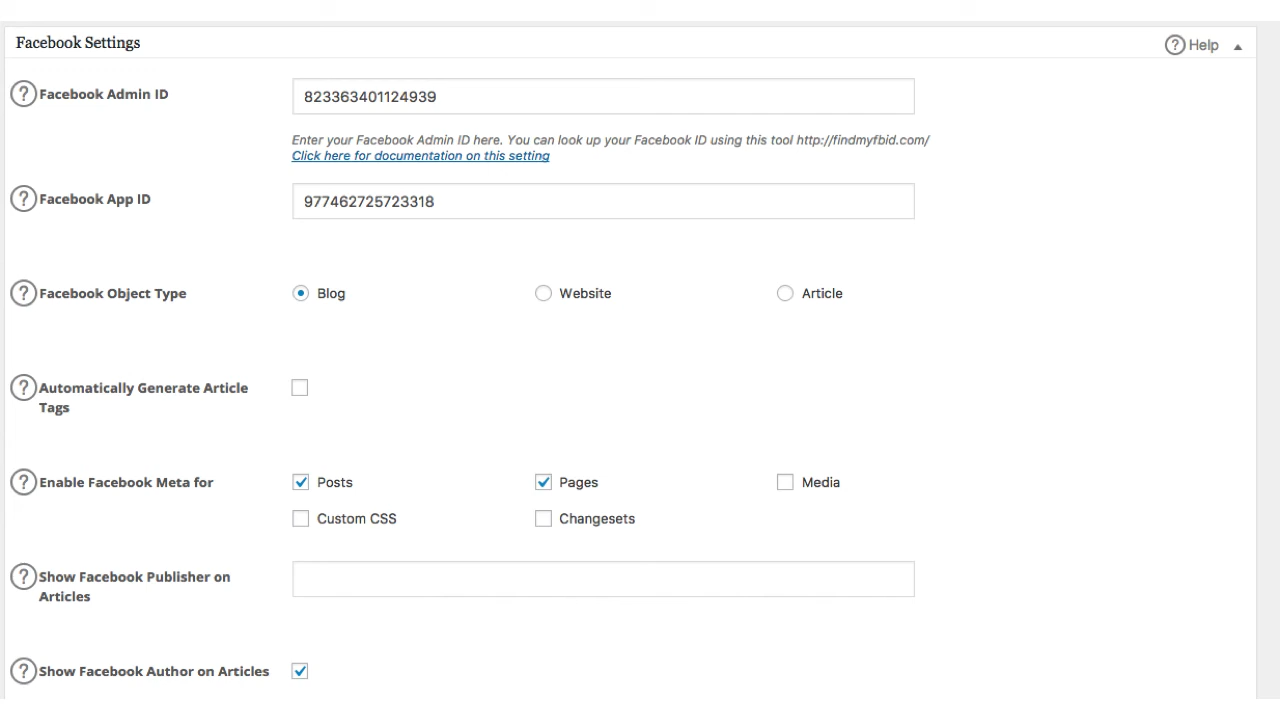 Facebook Settings
Help
Facebook Admin ID
823363401124939
Enter your Facebook Admin ID here. You can look up your Facebook ID using this tool http://findmyfbid.com/
Click here for documentation on this setting
Facebook App ID
977462725723318
Facebook Object Type
Blog
Website
Article
Automatically Generate Article
Tags
Enable Facebook Meta for
Posts
Pages
Media
Custom CSS
Changesets
Show Facebook Publisher on
Articles
Show Facebook Author on Articles